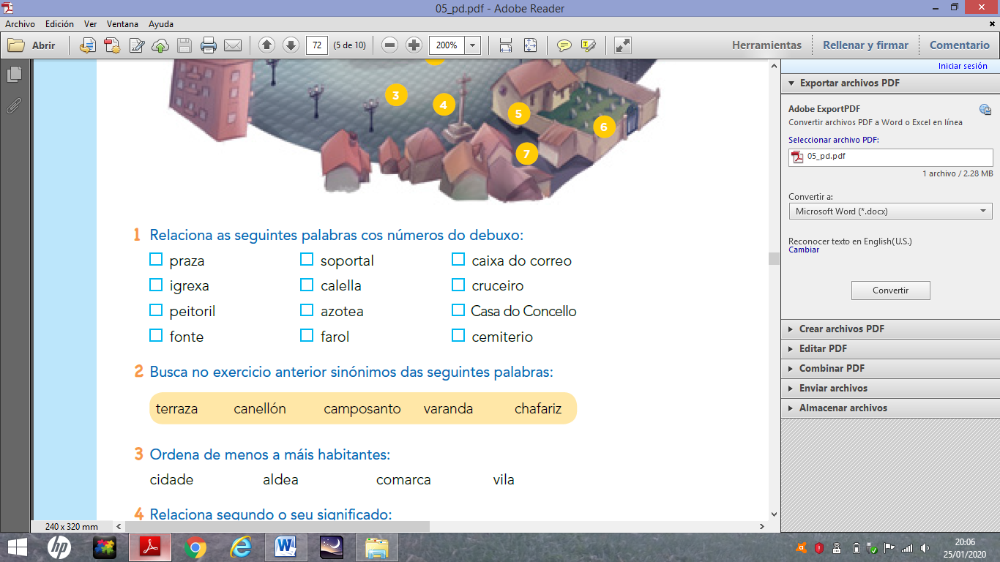 05_pd.pdf - Adobe Reader
Archivo Edición Ver Ventana Ayuda
Abrir 72 (5 de 10) 200% Herramientas Rellenar y firmar Comentario
Iniciar sesión
Exportar archivos PDF
Adobe ExportPDF
Convertir archivos PDF a Word o Excel en línea
Seleccionar archivo PDF:
05_pd.pdf
1 archivo / 2.28 MB
Convertir a:
Microsoft Word (*.docx)
Reconocer texto en English(U.S.)
Cambiar
Convertir
Crear archivos PDF
Editar PDF
Combinar PDF
Enviar archivos
Almacenar archivos
3
4
5
6
7
1 Relaciona as seguintes palabras cos números do debuxo:
praza soportal caixa do correo
igrexa calella cruceiro
peitoril azotea Casa do Concello
fonte farol cemiterio
2 Busca no exercicio anterior sinónimos das seguintes palabras:
terraza canellón camposanto varanda chafariz
3 Ordena de menos a máis habitantes:
cidade aldea comarca vila
4 Relaciona segundo o seu significado:
240 x 320 mm
hp
20:06
25/01/2020